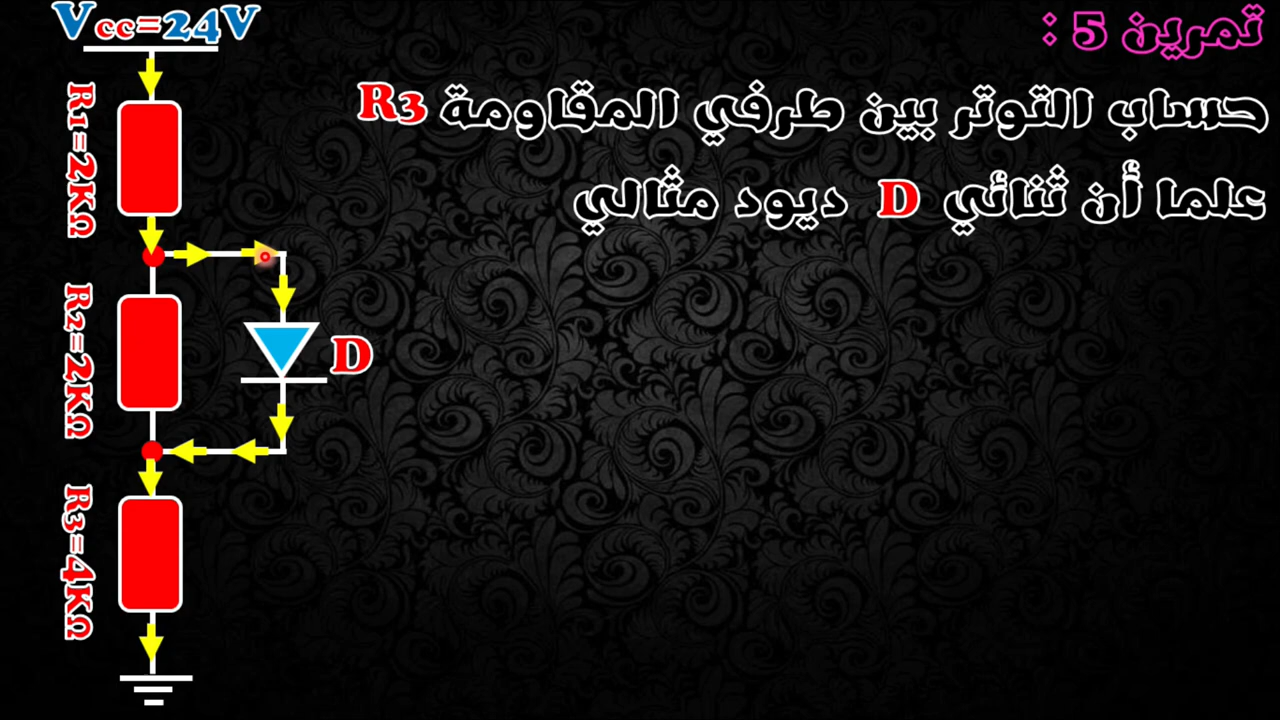 تمرين 5 :
Vcc=24V
حساب التوتر بين طرفي المقاومة R3
علما أن ثنائي D ديود مثالي
R1=2KΩ
R2=2KΩ
D
R3=4KΩ